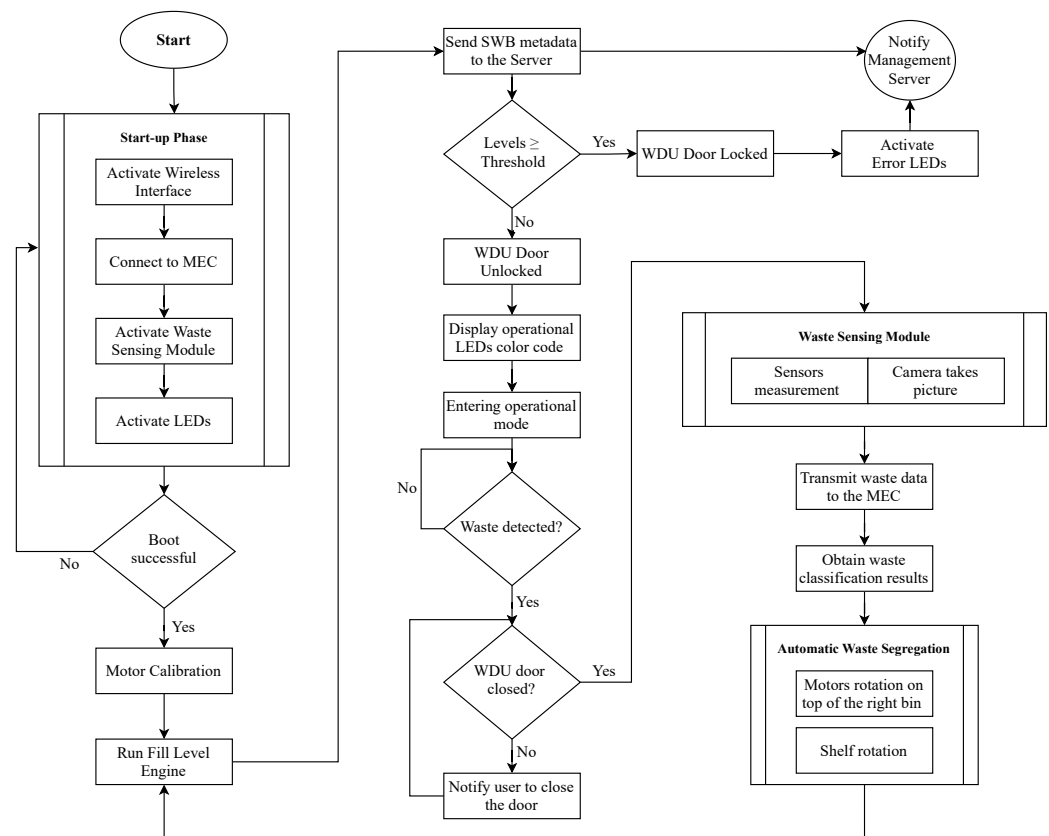 Start
Start-up Phase
Activate Wireless
Interface
Connect to MEC
Activate Waste
Sensing Module
Activate LEDs
Boot
successful
No
Yes
Motor Calibration
Run Fill Level
Engine
Send SWB metadata
to the Server
Notify
Management
Server
Levels ≥
Threshold
Yes
WDU Door Locked
Activate
Error LEDs
No
WDU Door
Unlocked
Display operational
LEDs color code
Entering operational
mode
No
Waste detected?
Yes
WDU door
closed?
Yes
No
Notify user to close
the door
Waste Sensing Module
Sensors
measurement
Camera takes
picture
Transmit waste data
to the MEC
Obtain waste
classification results
Automatic Waste Segregation
Motors rotation on
top of the right bin
Shelf rotation